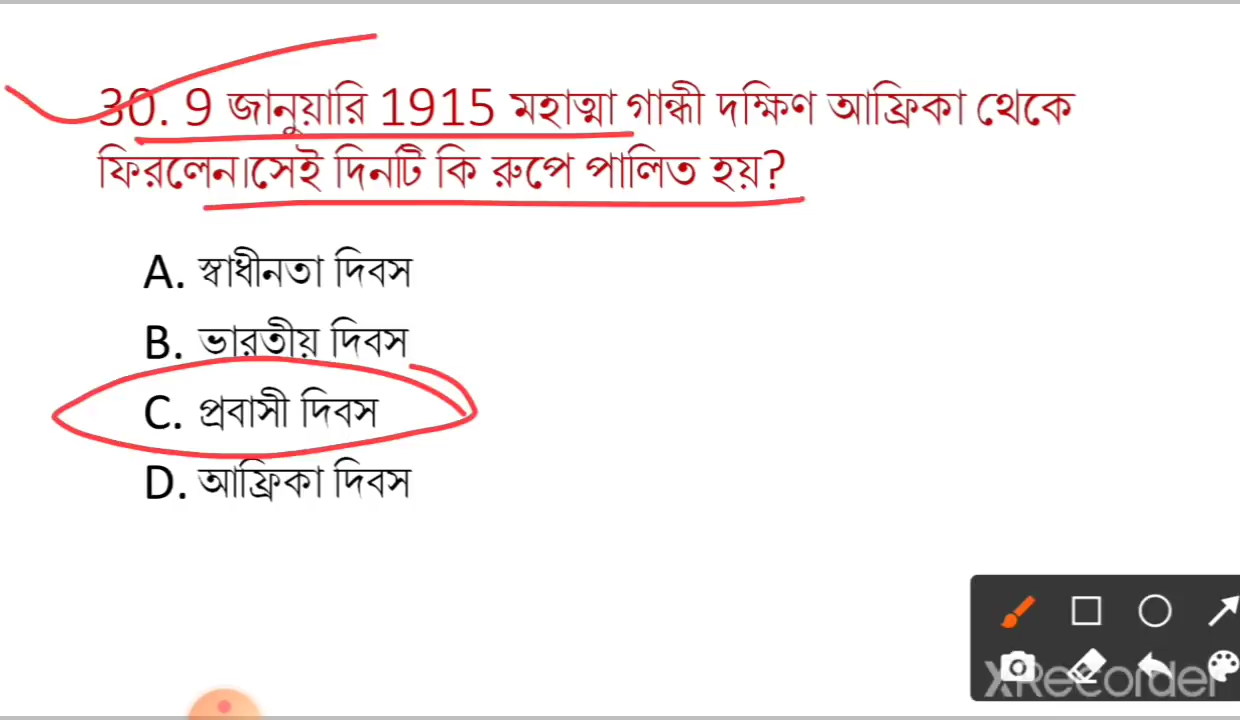 30. 9 জানুয়ারি 1915 মহাত্মা গান্ধী দক্ষিণ আফ্রিকা থেকে
ফিরলেন।সেই দিনটি কি রুপে পালিত হয়?
A. স্বাধীনতা দিবস
B. ভারতীয় দিবস
C. প্রবাসী দিবস
D. আফ্রিকা দিবস
XRecorder